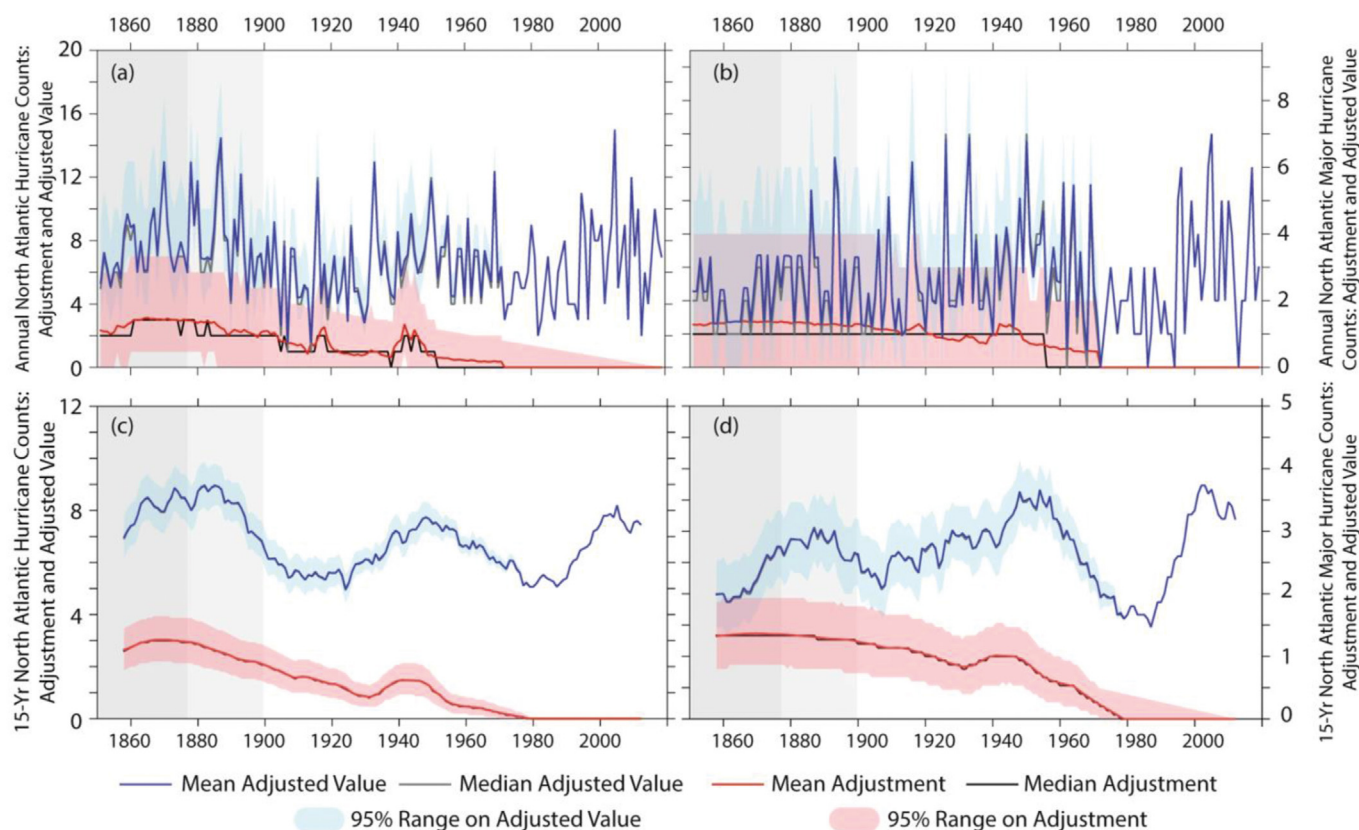 1860 1880 1900 1920 1940 1960 1980 2000
1860 1880 1900 1920 1940 1960 1980 2000
Annual North Atlantic Hurricane Counts:
Adjustment and Adjusted Value
20
16
12
8
4
0
(a)
(b)
8
6
4
2
0
Annual North Atlantic Major Hurricane
Counts: Adjustment and Adjusted Value
15-Yr North Atlantic Hurricane Counts:
Adjustment and Adjusted Value
12
8
4
0
(c)
(d)
5
4
3
2
1
0
15-Yr North Atlantic Major Hurricane Counts:
Adjustment and Adjusted Value
1860 1880 1900 1920 1940 1960 1980 2000
1860 1880 1900 1920 1940 1960 1980 2000
Mean Adjusted Value Median Adjusted Value Mean Adjustment Median Adjustment
95% Range on Adjusted Value 95% Range on Adjustment